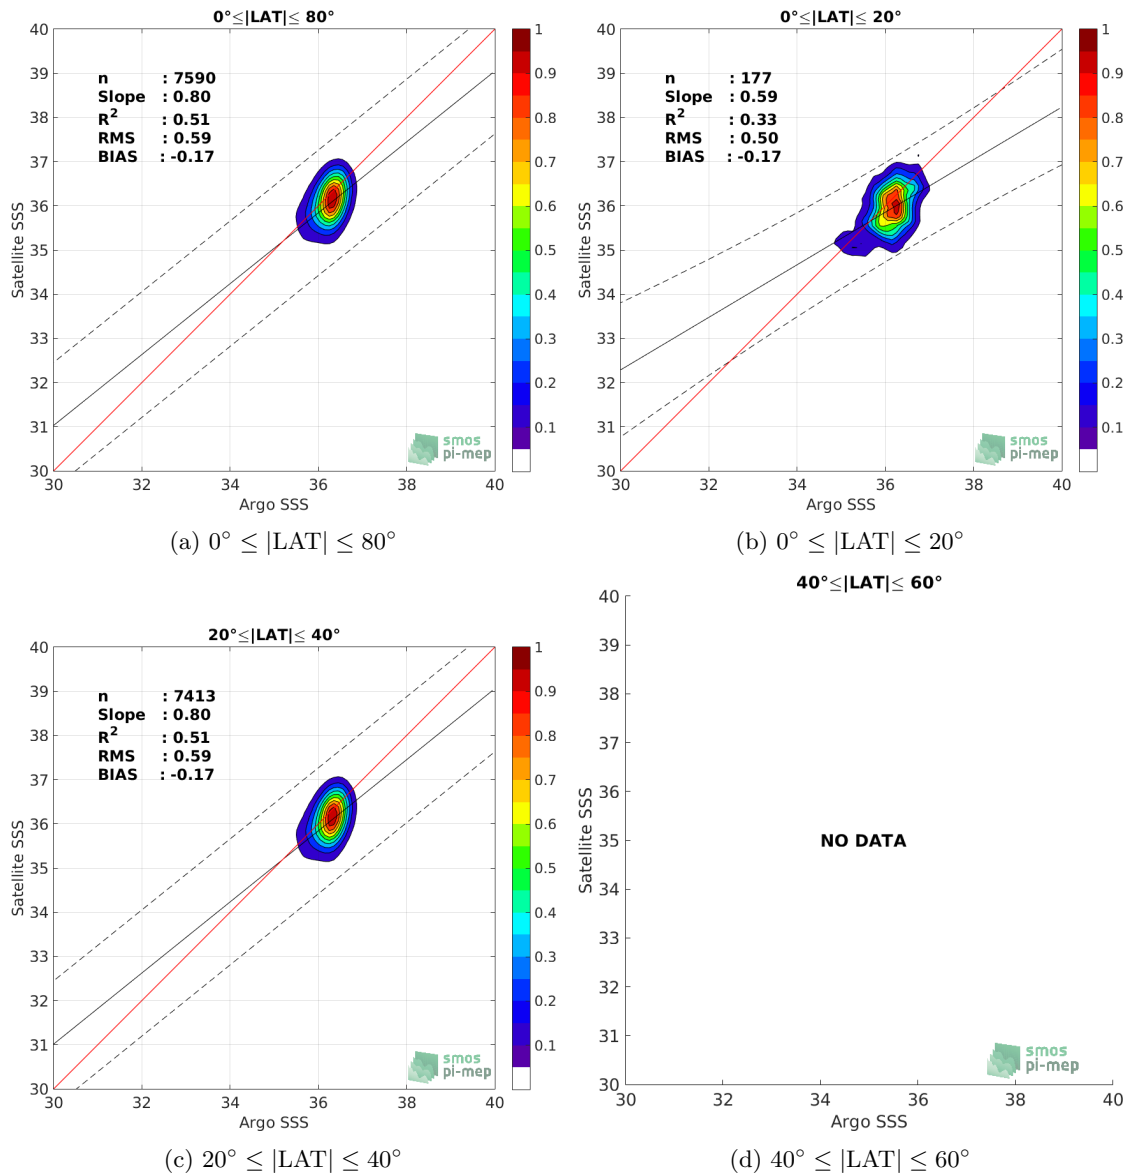 0°≤|LAT|≤ 80°
40
39
38
37
36
35
34
33
32
31
30
Satellite SSS
n : 7590
Slope : 0.80
R² : 0.51
RMS : 0.59
BIAS : -0.17
smos
pi-mep
30 32 34 36 38 40
Argo SSS
1
0.9
0.8
0.7
0.6
0.5
0.4
0.3
0.2
0.1
(a) 0° ≤ |LAT| ≤ 80°
0°≤|LAT|≤ 20°
40
39
38
37
36
35
34
33
32
31
30
Satellite SSS
n : 177
Slope : 0.59
R² : 0.33
RMS : 0.50
BIAS : -0.17
smos
pi-mep
30 32 34 36 38 40
Argo SSS
1
0.9
0.8
0.7
0.6
0.5
0.4
0.3
0.2
0.1
(b) 0° ≤ |LAT| ≤ 20°
20°≤|LAT|≤ 40°
40
39
38
37
36
35
34
33
32
31
30
Satellite SSS
n : 7413
Slope : 0.80
R² : 0.51
RMS : 0.59
BIAS : -0.17
smos
pi-mep
30 32 34 36 38 40
Argo SSS
1
0.9
0.8
0.7
0.6
0.5
0.4
0.3
0.2
0.1
(c) 20° ≤ |LAT| ≤ 40°
40°≤|LAT|≤ 60°
40
39
38
37
36
35
34
33
32
31
30
Satellite SSS
NO DATA
smos
pi-mep
30 32 34 36 38 40
Argo SSS
(d) 40° ≤ |LAT| ≤ 60°